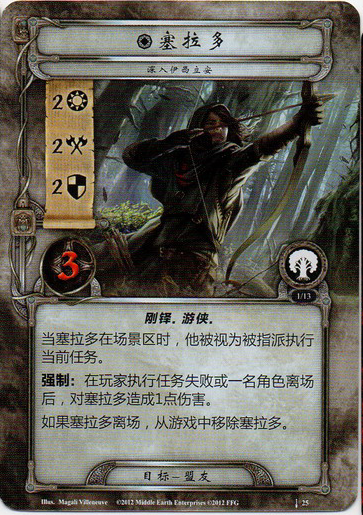 塞拉多
深入伊西立安
2
2
2
3
1/13
刚铎. 游侠.
当塞拉多在场景区时，他被视为被指派执行
当前任务。
强制：在玩家执行任务失败或一名角色离场
后，对塞拉多造成1点伤害。
如果塞拉多离场，从游戏中移除塞拉多。
目标—盟友
Illus. Magali Villeneuve ©2012 Middle Earth Enterprises ©2012 FFG 25